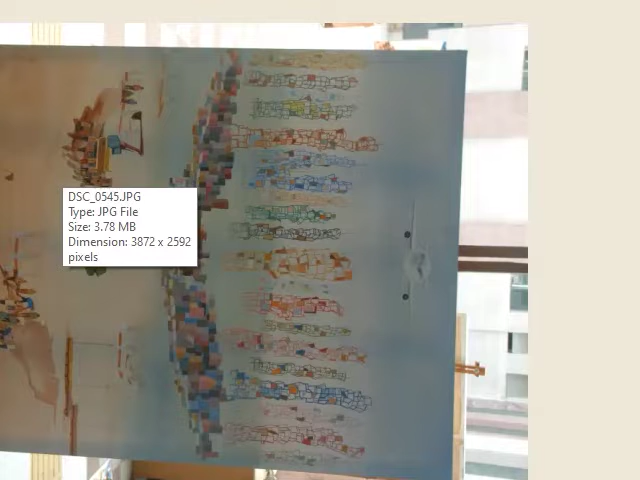 DSC_0545.JPG
Type: JPG File
Size: 3.78 MB
Dimension: 3872 x 2592
pixels